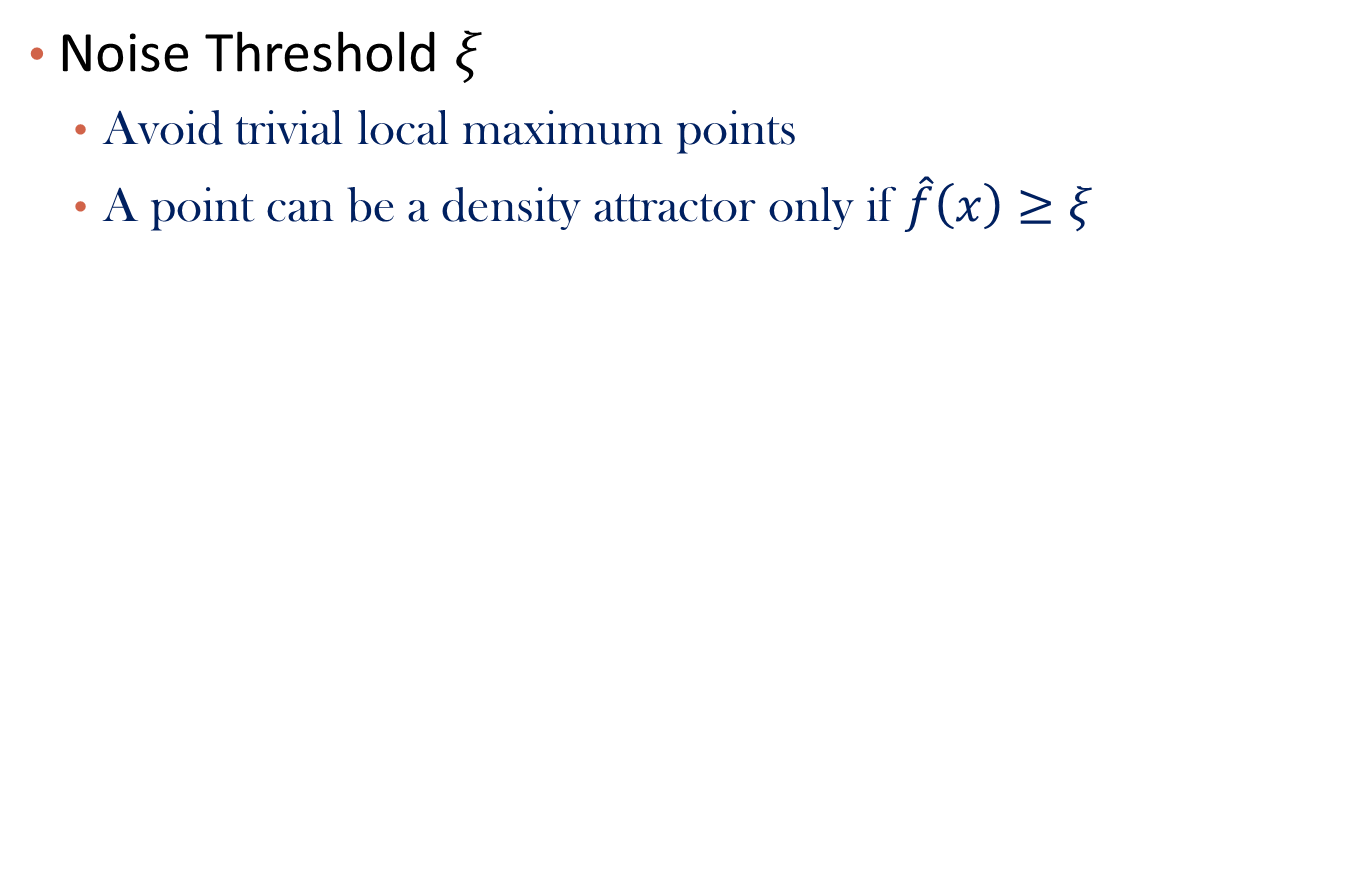 • Noise Threshold ξ
• Avoid trivial local maximum points
• A point can be a density attractor only if f̂(x) ≥ ξ